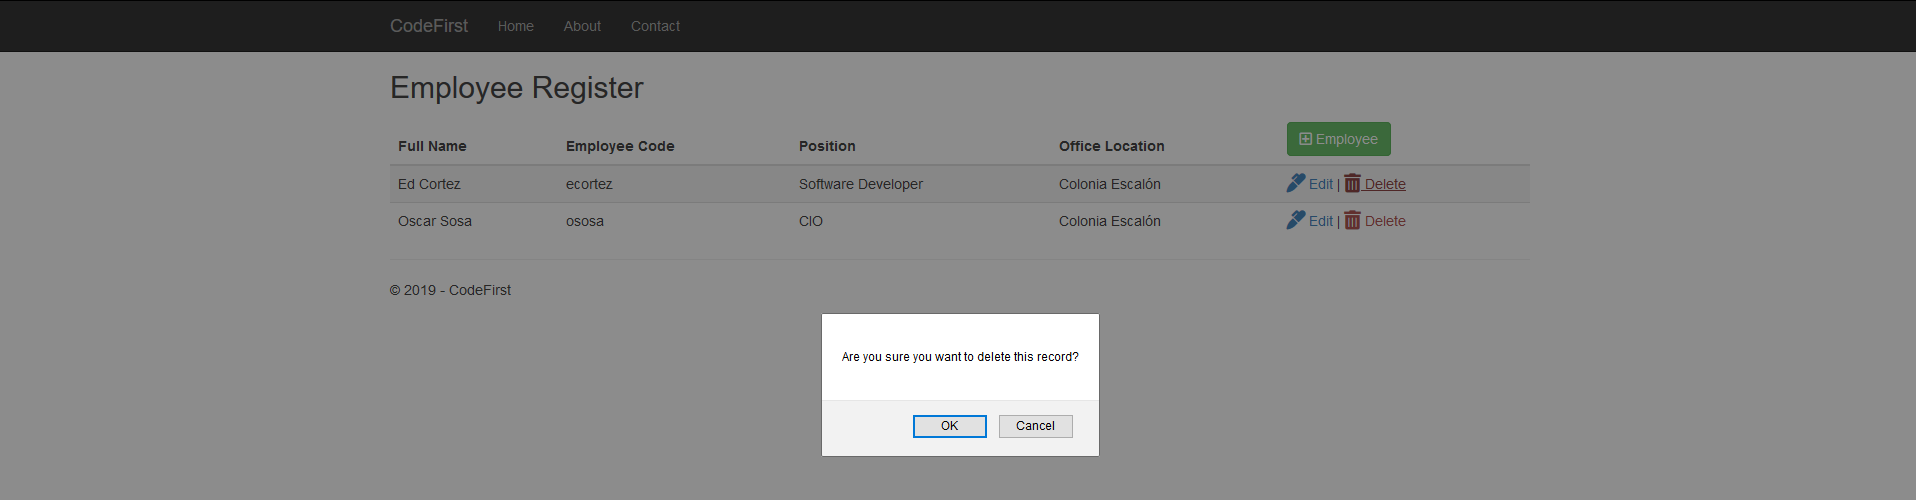 CodeFirst Home About Contact
Employee Register
Full Name Employee Code Position Office Location Employee
Ed Cortez ecortez Software Developer Colonia Escalón Edit | Delete
Oscar Sosa ososa CIO Colonia Escalón Edit | Delete
© 2019 - CodeFirst
Are you sure you want to delete this record?
OK Cancel